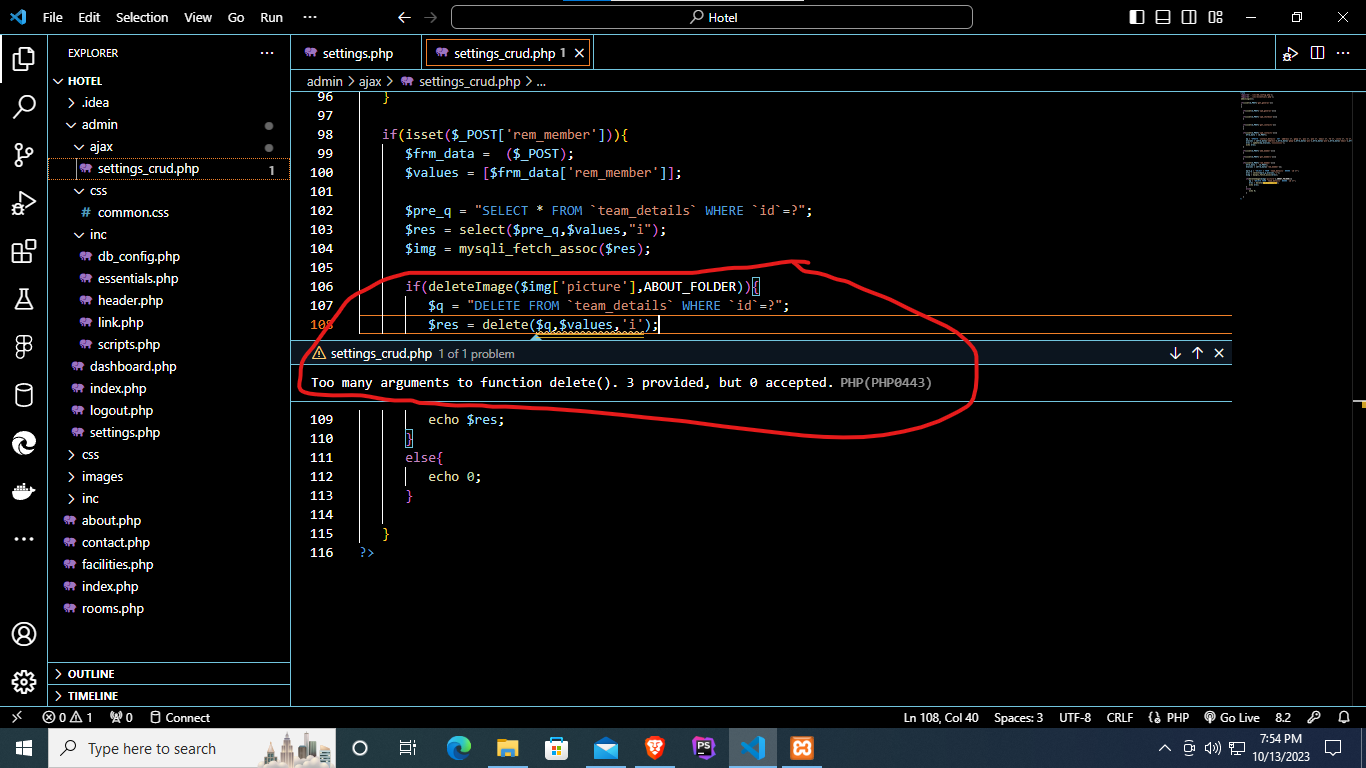 File Edit Selection View Go Run ··· Hotel
EXPLORER ···
HOTEL
.idea
admin
ajax
settings_crud.php 1
css
common.css
inc
db_config.php
essentials.php
header.php
link.php
scripts.php
dashboard.php
index.php
logout.php
settings.php
css
images
inc
about.php
contact.php
facilities.php
index.php
rooms.php
OUTLINE
TIMELINE
settings.php settings_crud.php 1
admin > ajax > settings_crud.php > ...
96 }
97
98 if(isset($_POST['rem_member'])){
99 $frm_data = ($_POST);
100 $values = [$frm_data['rem_member']];
101
102 $pre_q = "SELECT * FROM `team_details` WHERE `id`=?";
103 $res = select($pre_q,$values,"i");
104 $img = mysqli_fetch_assoc($res);
105
106 if(deleteImage($img['picture'],ABOUT_FOLDER)){
107 $q = "DELETE FROM `team_details` WHERE `id`=?";
108 $res = delete($q,$values,'i');
settings_crud.php 1 of 1 problem
Too many arguments to function delete(). 3 provided, but 0 accepted. PHP(PHP0443)
109 echo $res;
110 }
111 else{
112 echo 0;
113 }
114
115 }
116 ?>
0 1 0 Connect Ln 108, Col 40 Spaces: 3 UTF-8 CRLF PHP Go Live 8.2
Type here to search
PS
7:54 PM
10/13/2023